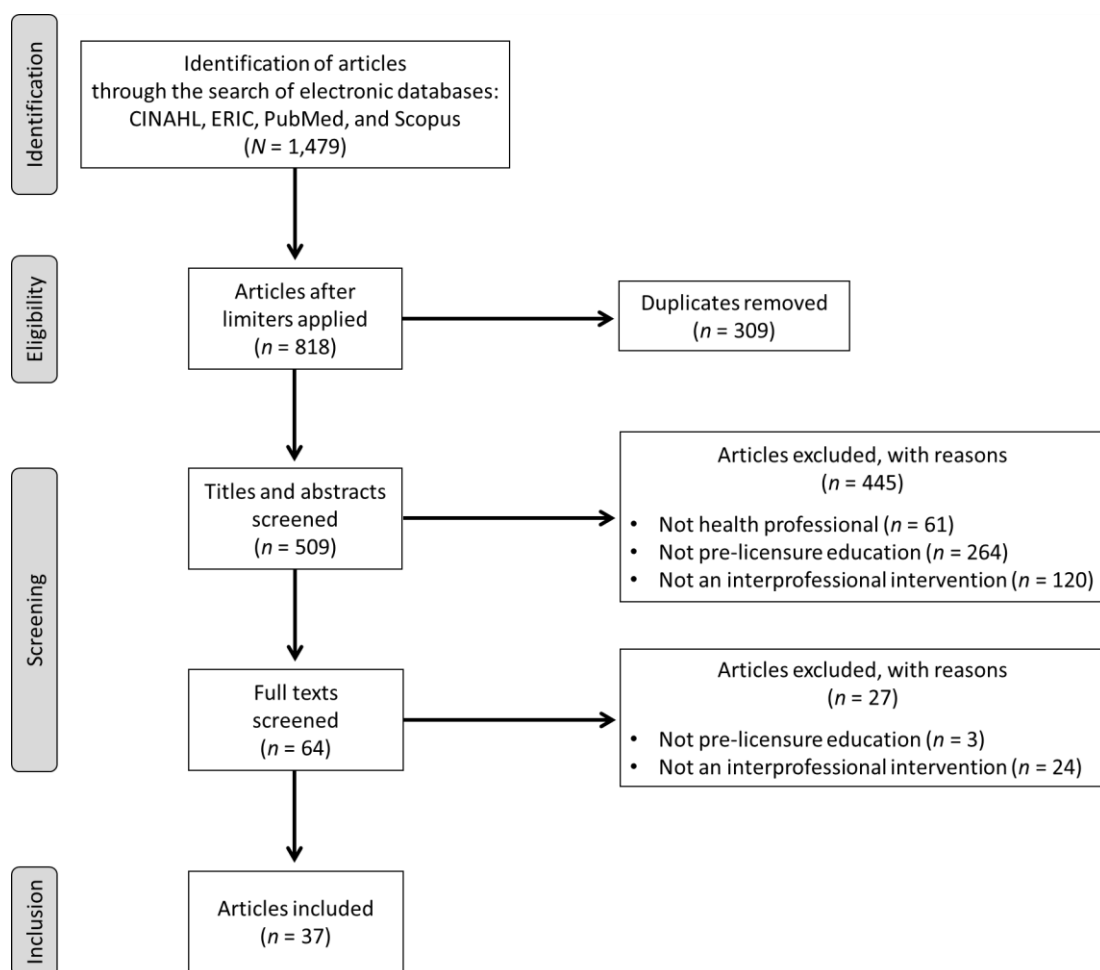 Identification
Identification of articles
through the search of electronic databases:
CINAHL, ERIC, PubMed, and Scopus
(N = 1,479)
Eligibility
Articles after
limiters applied
(n = 818)
Duplicates removed
(n = 309)
Screening
Titles and abstracts
screened
(n = 509)
Articles excluded, with reasons
(n = 445)
• Not health professional (n = 61)
• Not pre-licensure education (n = 264)
• Not an interprofessional intervention (n = 120)
Full texts
screened
(n = 64)
Articles excluded, with reasons
(n = 27)
• Not pre-licensure education (n = 3)
• Not an interprofessional intervention (n = 24)
Inclusion
Articles included
(n = 37)